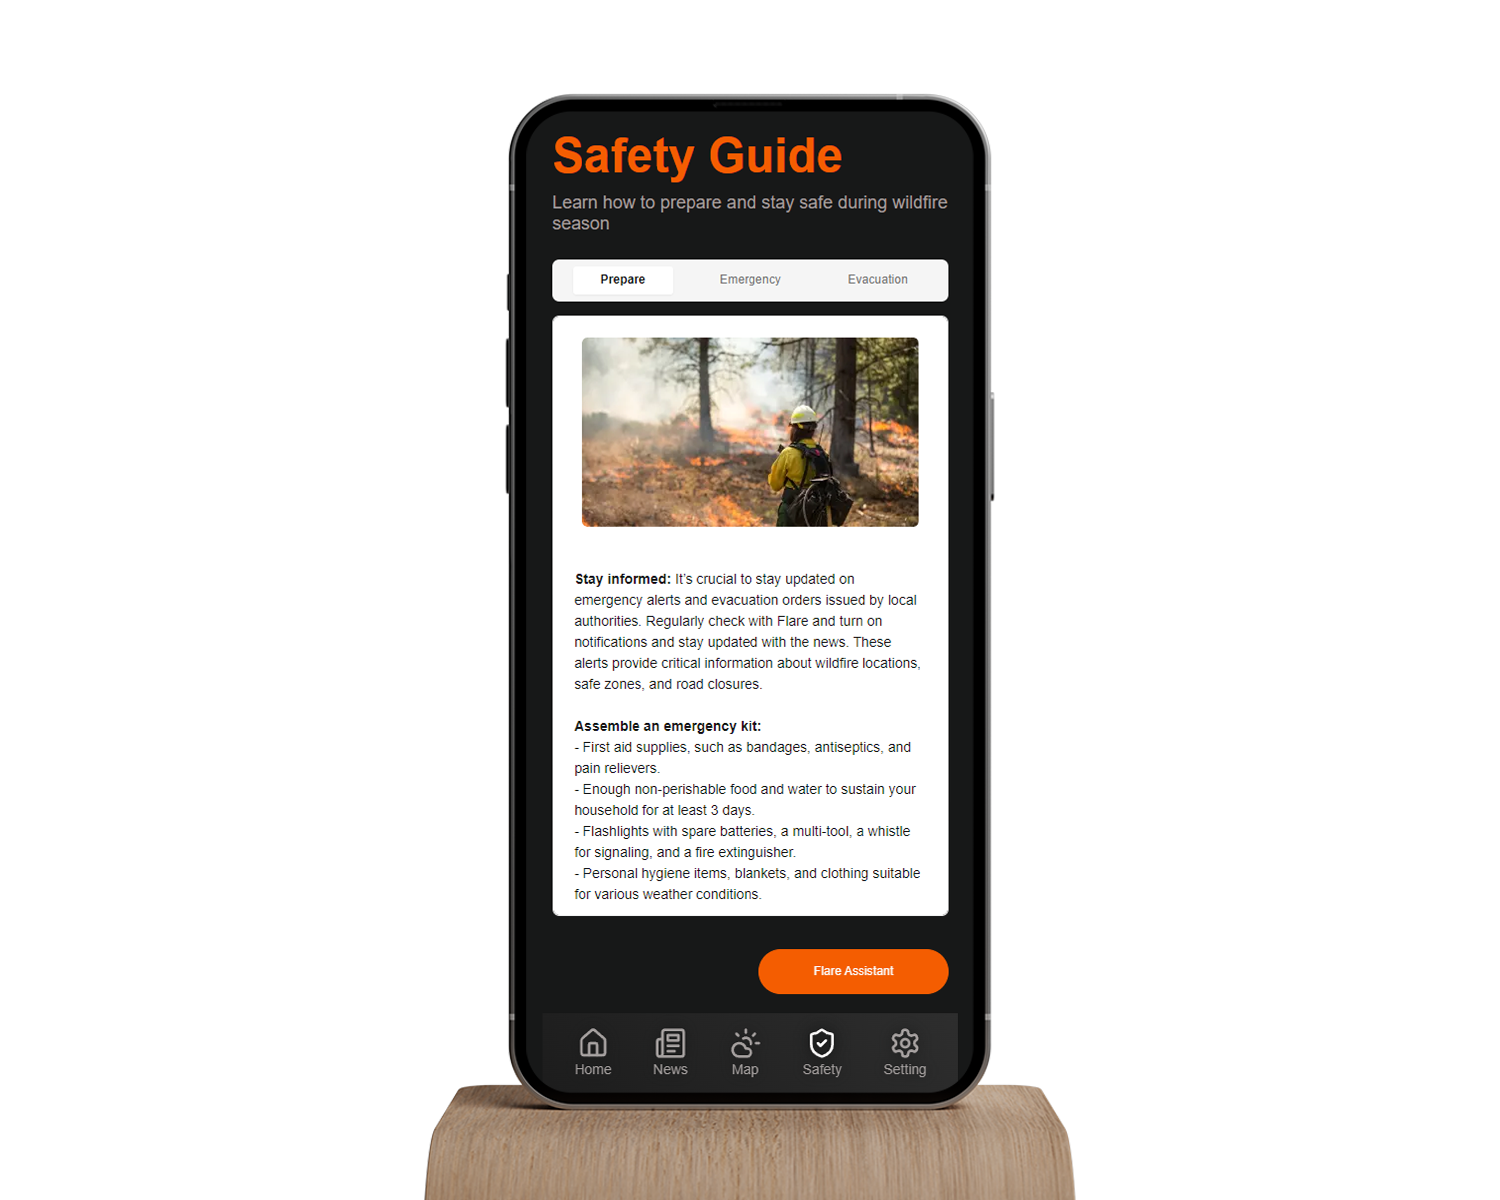 Safety Guide
Learn how to prepare and stay safe during wildfire
season
Prepare
Emergency
Evacuation
Stay informed: It's crucial to stay updated on
emergency alerts and evacuation orders issued by local
authorities. Regularly check with Flare and turn on
notifications and stay updated with the news. These
alerts provide critical information about wildfire locations,
safe zones, and road closures.
Assemble an emergency kit:
- First aid supplies, such as bandages, antiseptics, and
pain relievers.
- Enough non-perishable food and water to sustain your
household for at least 3 days.
- Flashlights with spare batteries, a multi-tool, a whistle
for signaling, and a fire extinguisher.
- Personal hygiene items, blankets, and clothing suitable
for various weather conditions.
Flare Assistant
Home
News
Map
Safety
Setting